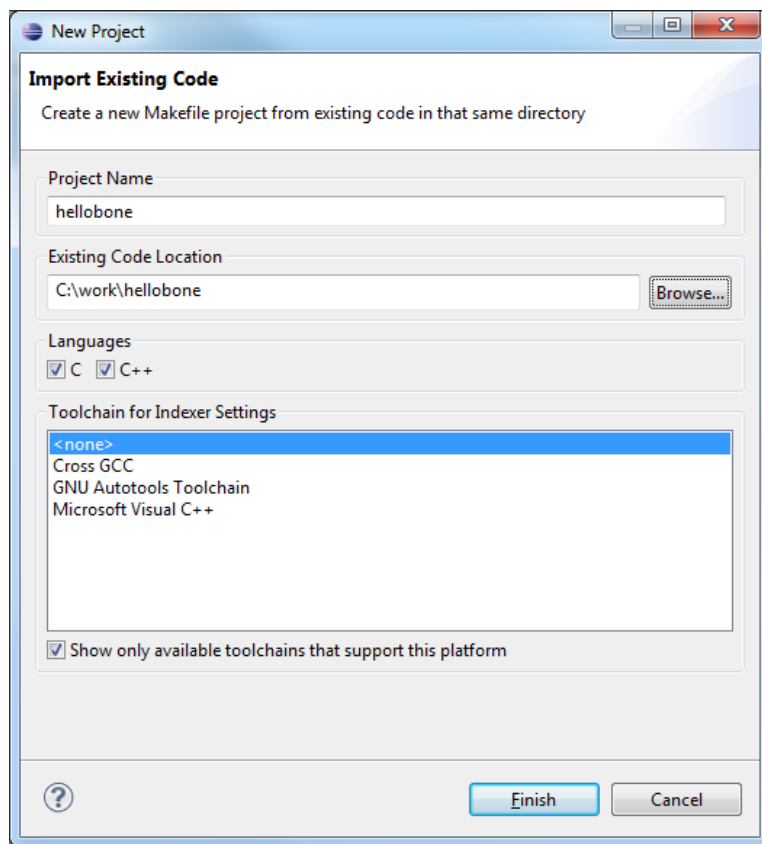 New Project
Import Existing Code
Create a new Makefile project from existing code in that same directory
Project Name
hellobone
Existing Code Location
C:\work\hellobone
Browse...
Languages
C C++
Toolchain for Indexer Settings
<none>
Cross GCC
GNU Autotools Toolchain
Microsoft Visual C++
Show only available toolchains that support this platform
? Finish Cancel